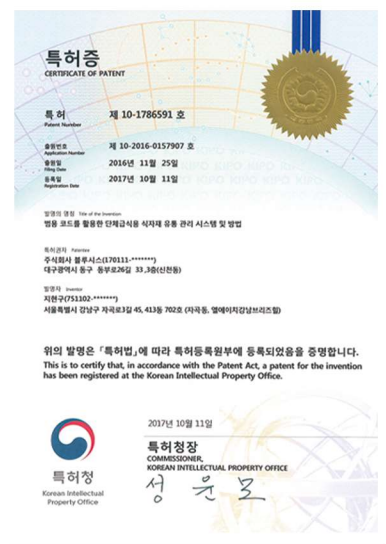 특허증
CERTIFICATE OF PATENT
특 허 제 10-1786591 호
Patent Number
출원번호 제 10-2016-0157907 호
Application Number
출원일 2016년 11월 25일
Filing Date
등록일 2017년 10월 11일
Registration Date
발명의 명칭 Title of the Invention
범용 코드를 활용한 단체급식용 식자재 유통 관리 시스템 및 방법
특허권자 Patentee
주식회사 블루시스(170111-*******)
대구광역시 동구 동부로26길 33 ,3층(신천동)
발명자 Inventor
지현구(751102-*******)
서울특별시 강남구 자곡로3길 45, 413동 702호 (자곡동, 엘에이치강남브리즈힐)
위의 발명은 「특허법」에 따라 특허등록원부에 등록되었음을 증명합니다.
This is to certify that, in accordance with the Patent Act, a patent for the invention
has been registered at the Korean Intellectual Property Office.
2017년 10월 11일
특허청장
COMMISSIONER,
KOREAN INTELLECTUAL PROPERTY OFFICE
성윤모
특허청
Korean Intellectual
Property Office